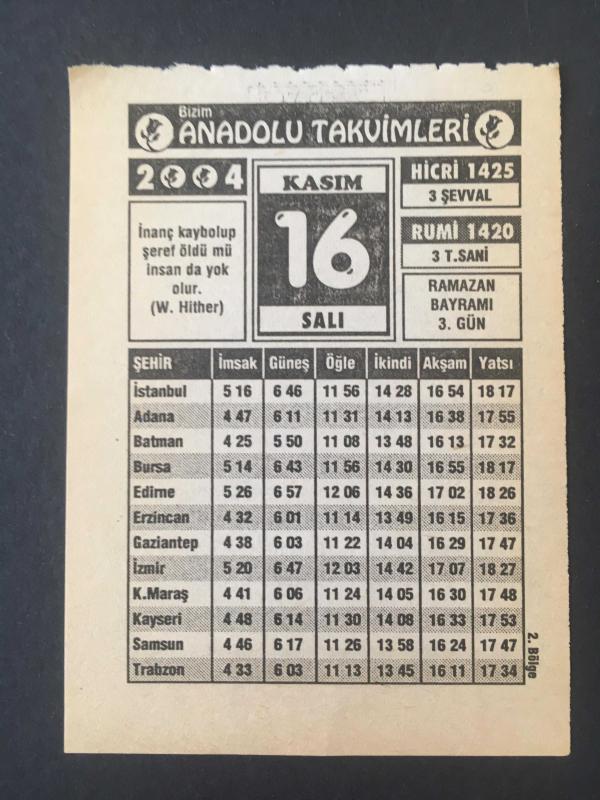 Bizim
ANADOLU TAKVİMLERİ
2004
KASIM
16
SALI
HİCRİ 1425
3 ŞEVVAL
RUMİ 1420
3 T.SANİ
RAMAZAN
BAYRAMI
3. GÜN
İnanç kaybolup
şeref öldü mü
insan da yok
olur.
(W. Hither)
ŞEHİR İmsak Güneş Öğle İkindi Akşam Yatsı
İstanbul 5 16 6 46 11 56 14 28 16 54 18 17
Adana 4 47 6 11 11 31 14 13 16 38 17 55
Batman 4 25 5 50 11 08 13 48 16 13 17 32
Bursa 5 14 6 43 11 56 14 30 16 55 18 17
Edirne 5 26 6 57 12 06 14 36 17 02 18 26
Erzincan 4 32 6 01 11 14 13 49 16 15 17 36
Gaziantep 4 38 6 03 11 22 14 04 16 29 17 47
İzmir 5 20 6 47 12 03 14 42 17 07 18 27
K.Maraş 4 41 6 06 11 24 14 05 16 30 17 48
Kayseri 4 48 6 14 11 30 14 08 16 33 17 53
Samsun 4 46 6 17 11 26 13 58 16 24 17 47
Trabzon 4 33 6 03 11 13 13 45 16 11 17 34
2. Bölge